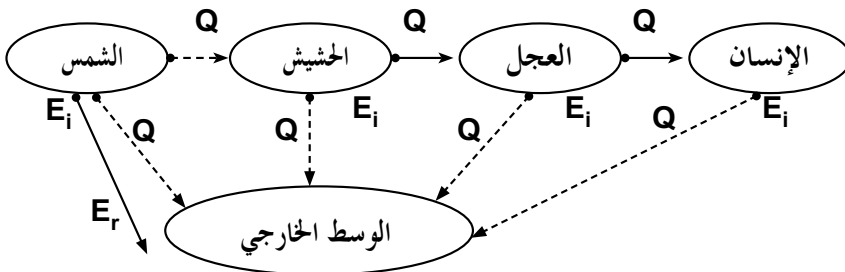 Q Q Q
الشمس الحشيش العجل الإنسان
Ei Ei Ei Ei
Q Q Q Q
Er
الوسط الخارجي